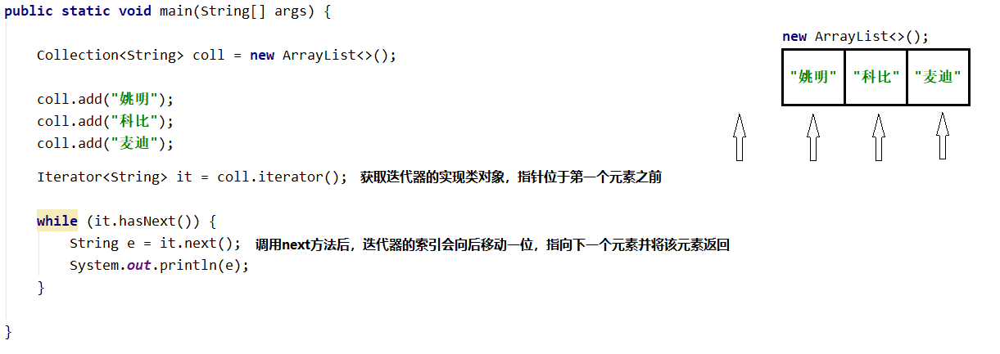 public static void main(String[] args) {
new ArrayList<>();
Collection<String> coll = new ArrayList<>();
"姚明" "科比" "麦迪"
coll.add("姚明");
coll.add("科比");
coll.add("麦迪");
Iterator<String> it = coll.iterator(); 获取迭代器的实现类对象，指针位于第一个元素之前
while (it.hasNext()) {
String e = it.next(); 调用next方法后，迭代器的索引会向后移动一位，指向下一个元素并将该元素返回
System.out.println(e);
}
}